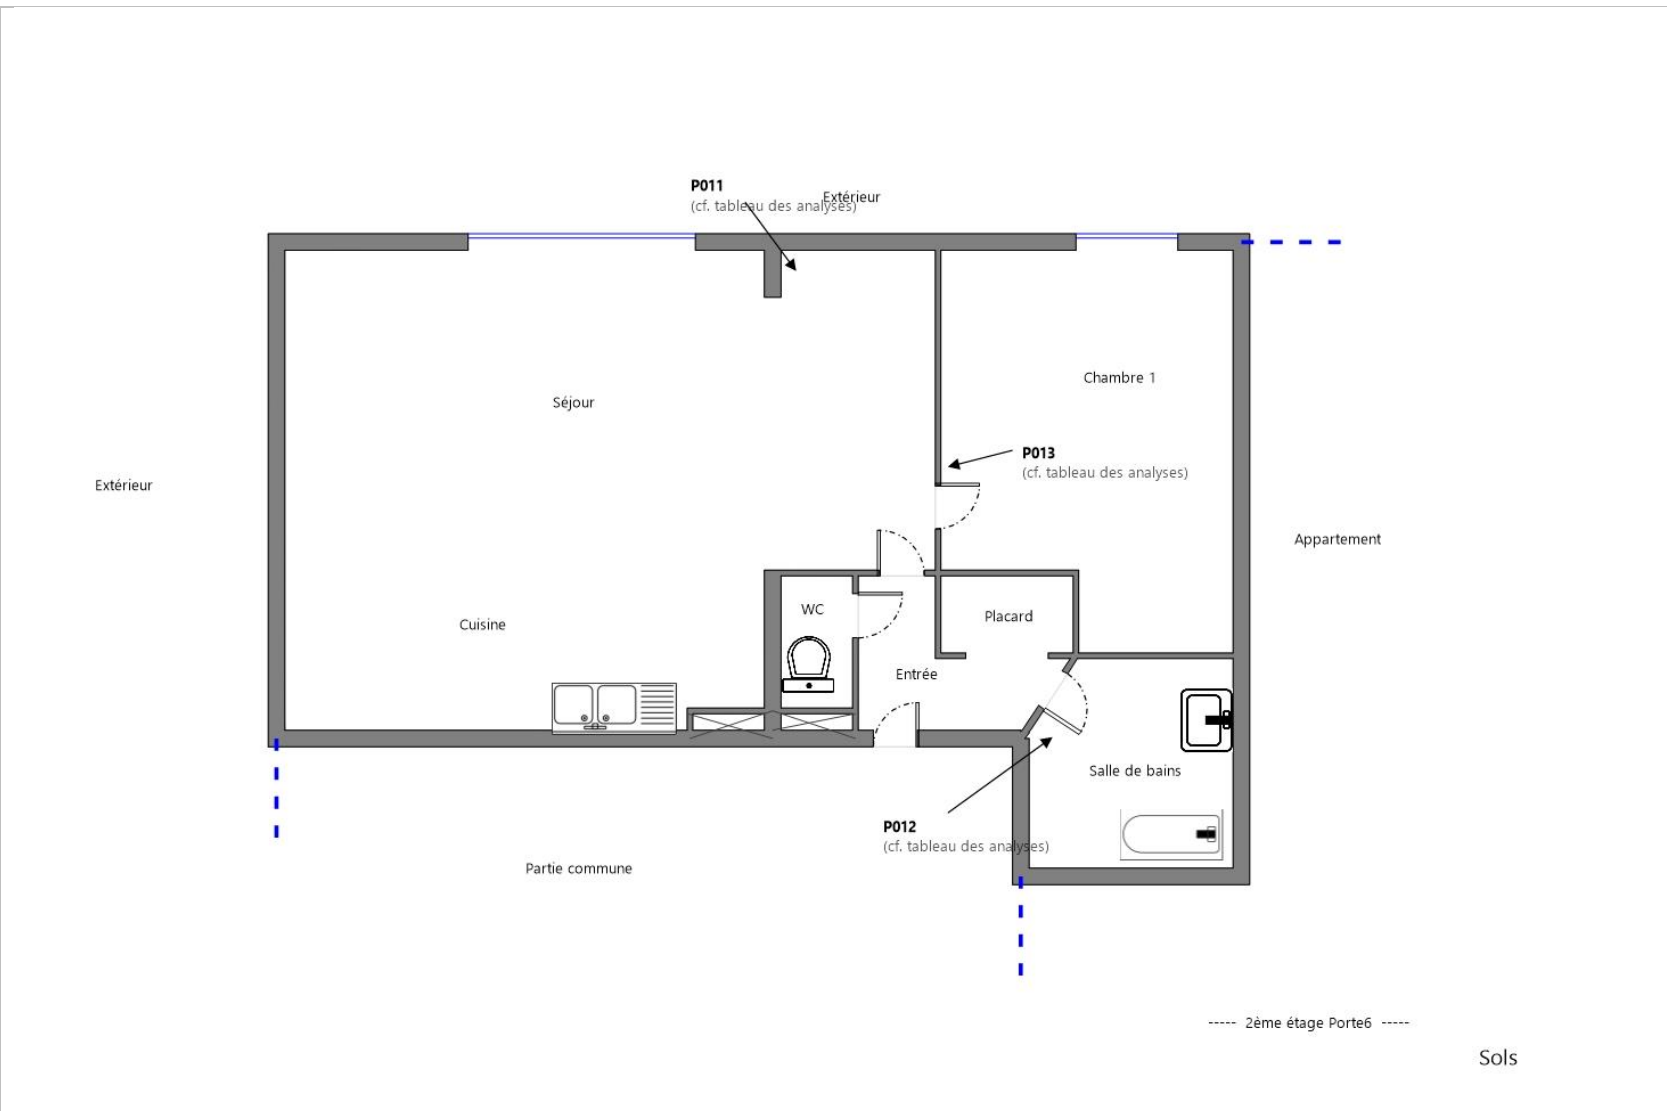 P011
Extérieur
(cf. tableau des analyses)
Chambre 1
Séjour
P013
(cf. tableau des analyses)
Extérieur
Appartement
WC
Placard
Cuisine
Entrée
Salle de bains
P012
(cf. tableau des analyses)
Partie commune
----- 2ème étage Porte6 -----
Sols